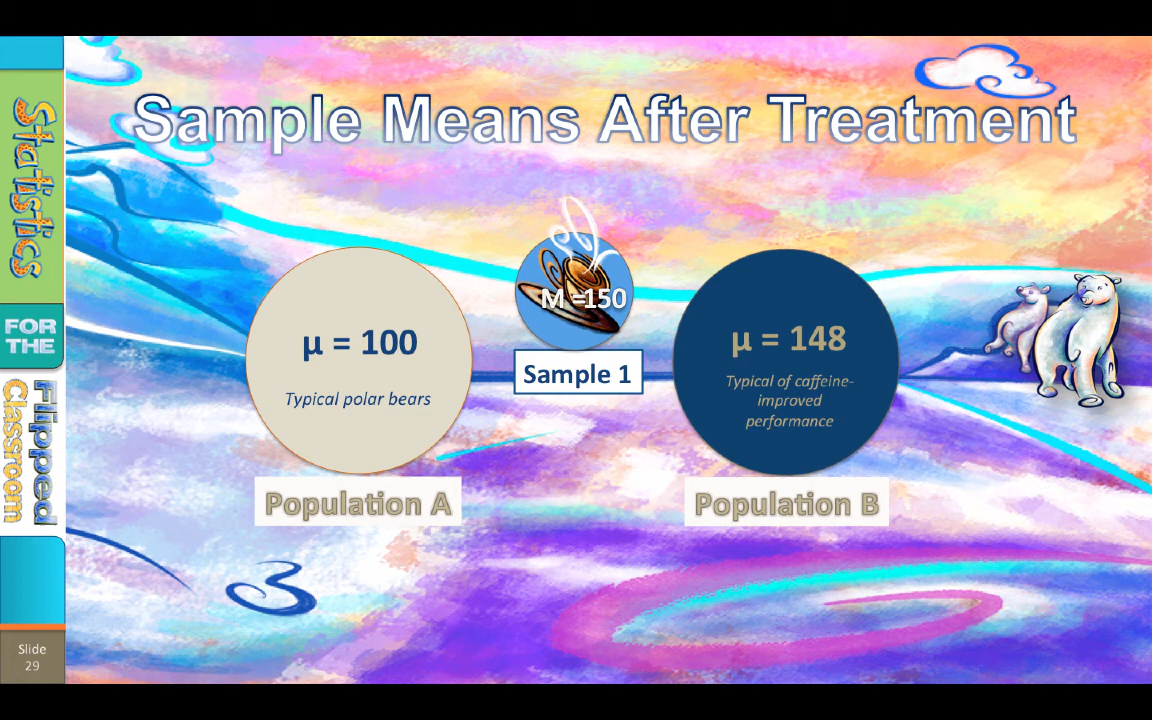 Sample Means After Treatment
Statistics
FOR
THE
Flipped
Classroom
Slide
29
μ = 100
Typical polar bears
Population A
M =150
Sample 1
μ = 148
Typical of caffeine-
improved
performance
Population B